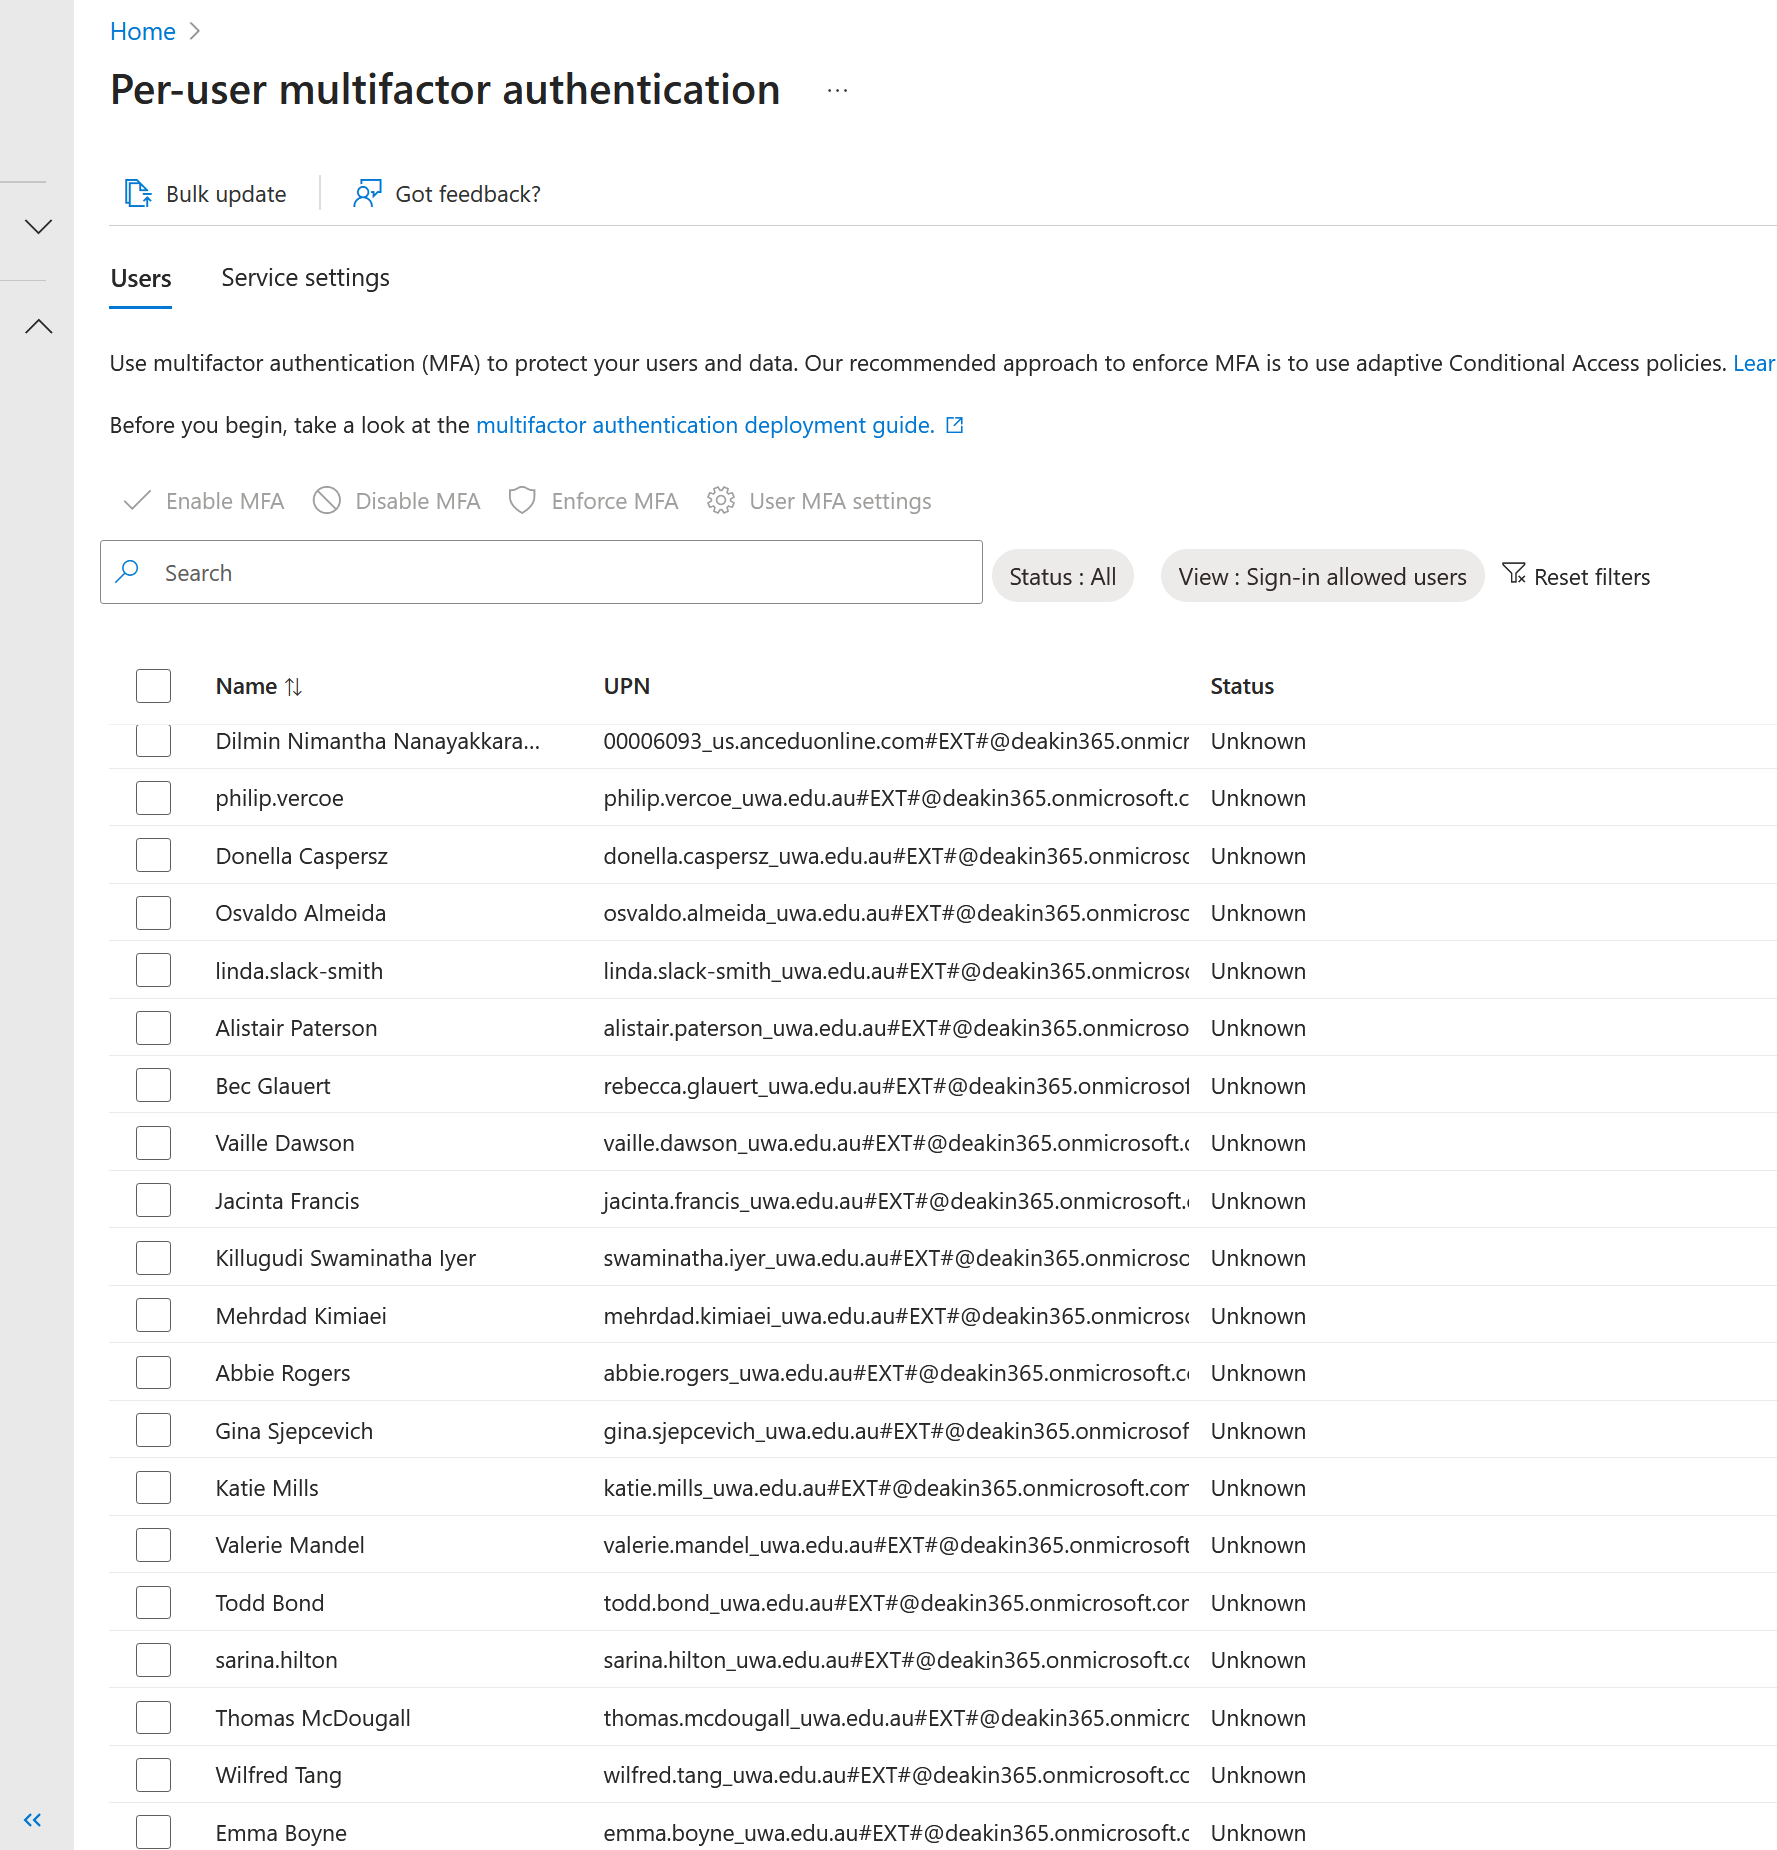 Home
Per-user multifactor authentication ...
Bulk update Got feedback?
Users Service settings
Use multifactor authentication (MFA) to protect your users and data. Our recommended approach to enforce MFA is to use adaptive Conditional Access policies. Lear
Before you begin, take a look at the multifactor authentication deployment guide.
Enable MFA Disable MFA Enforce MFA User MFA settings
Search Status : All View : Sign-in allowed users Reset filters
Name UPN Status
Dilmin Nimantha Nanayakkara... 00006093_us.anceduonline.com#EXT#@deakin365.onmicr Unknown
philip.vercoe philip.vercoe_uwa.edu.au#EXT#@deakin365.onmicrosoft.c Unknown
Donella Caspersz donella.caspersz_uwa.edu.au#EXT#@deakin365.onmicrosc Unknown
Osvaldo Almeida osvaldo.almeida_uwa.edu.au#EXT#@deakin365.onmicrosc Unknown
linda.slack-smith linda.slack-smith_uwa.edu.au#EXT#@deakin365.onmicrosc Unknown
Alistair Paterson alistair.paterson_uwa.edu.au#EXT#@deakin365.onmicroso Unknown
Bec Glauert rebecca.glauert_uwa.edu.au#EXT#@deakin365.onmicrosof Unknown
Vaille Dawson vaille.dawson_uwa.edu.au#EXT#@deakin365.onmicrosoft.c Unknown
Jacinta Francis jacinta.francis_uwa.edu.au#EXT#@deakin365.onmicrosoft. Unknown
Killugudi Swaminatha Iyer swaminatha.iyer_uwa.edu.au#EXT#@deakin365.onmicroso Unknown
Mehrdad Kimiaei mehrdad.kimiaei_uwa.edu.au#EXT#@deakin365.onmicrosc Unknown
Abbie Rogers abbie.rogers_uwa.edu.au#EXT#@deakin365.onmicrosoft.c Unknown
Gina Sjepcevich gina.sjepcevich_uwa.edu.au#EXT#@deakin365.onmicrosof Unknown
Katie Mills katie.mills_uwa.edu.au#EXT#@deakin365.onmicrosoft.com Unknown
Valerie Mandel valerie.mandel_uwa.edu.au#EXT#@deakin365.onmicrosoft Unknown
Todd Bond todd.bond_uwa.edu.au#EXT#@deakin365.onmicrosoft.cor Unknown
sarina.hilton sarina.hilton_uwa.edu.au#EXT#@deakin365.onmicrosoft.cc Unknown
Thomas McDougall thomas.mcdougall_uwa.edu.au#EXT#@deakin365.onmicrc Unknown
Wilfred Tang wilfred.tang_uwa.edu.au#EXT#@deakin365.onmicrosoft.cc Unknown
Emma Boyne emma.boyne_uwa.edu.au#EXT#@deakin365.onmicrosoft.c Unknown